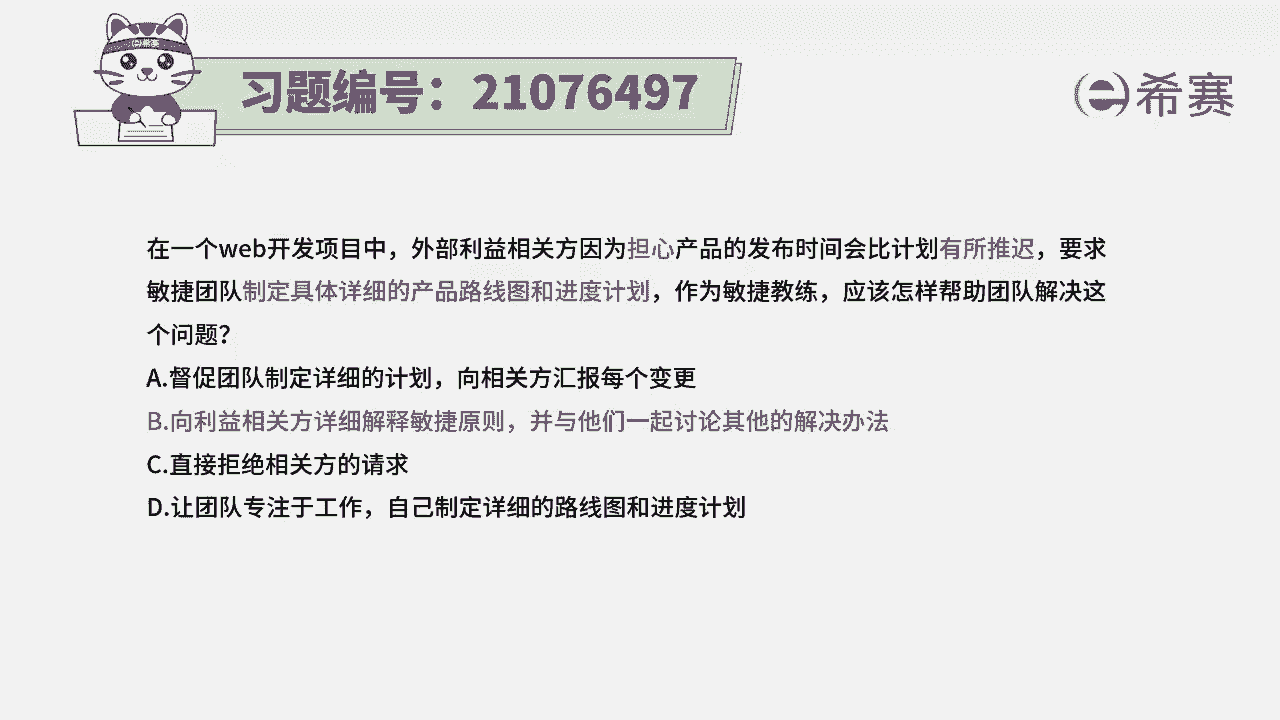 习题编号：21076497
希赛
希赛
在一个web开发项目中，外部利益相关方因为担心产品的发布时间会比计划有所推迟，要求
敏捷团队制定具体详细的产品路线图和进度计划，作为敏捷教练，应该怎样帮助团队解决这
个问题？
A.督促团队制定详细的计划，向相关方汇报每个变更
B.向利益相关方详细解释敏捷原则，并与他们一起讨论其他的解决办法
C.直接拒绝相关方的请求
D.让团队专注于工作，自己制定详细的路线图和进度计划